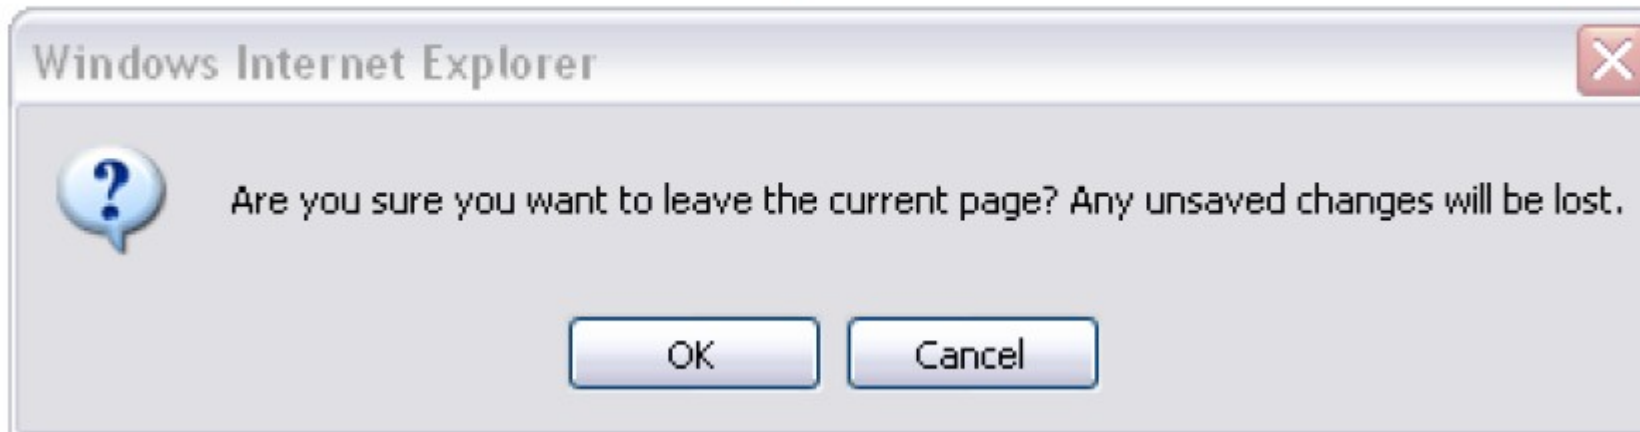 Windows Internet Explorer
?
Are you sure you want to leave the current page? Any unsaved changes will be lost.
OK
Cancel